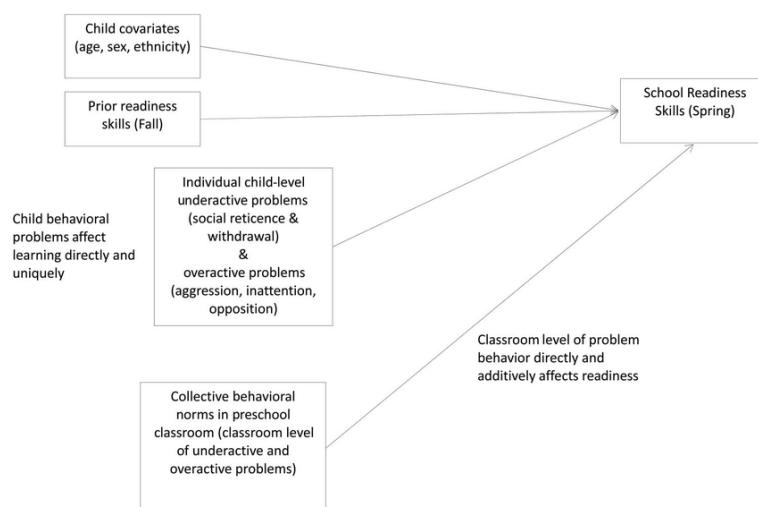 Child covariates
(age, sex, ethnicity)
School Readiness
Skills (Spring)
Prior readiness
skills (Fall)
Individual child-level
underactive problems
(social reticence &
withdrawal)
&
overactive problems
(aggression, inattention,
opposition)
Child behavioral
problems affect
learning directly and
uniquely
Classroom level of problem
behavior directly and
additively affects readiness
Collective behavioral
norms in preschool
classroom (classroom level
of underactive and
overactive problems)